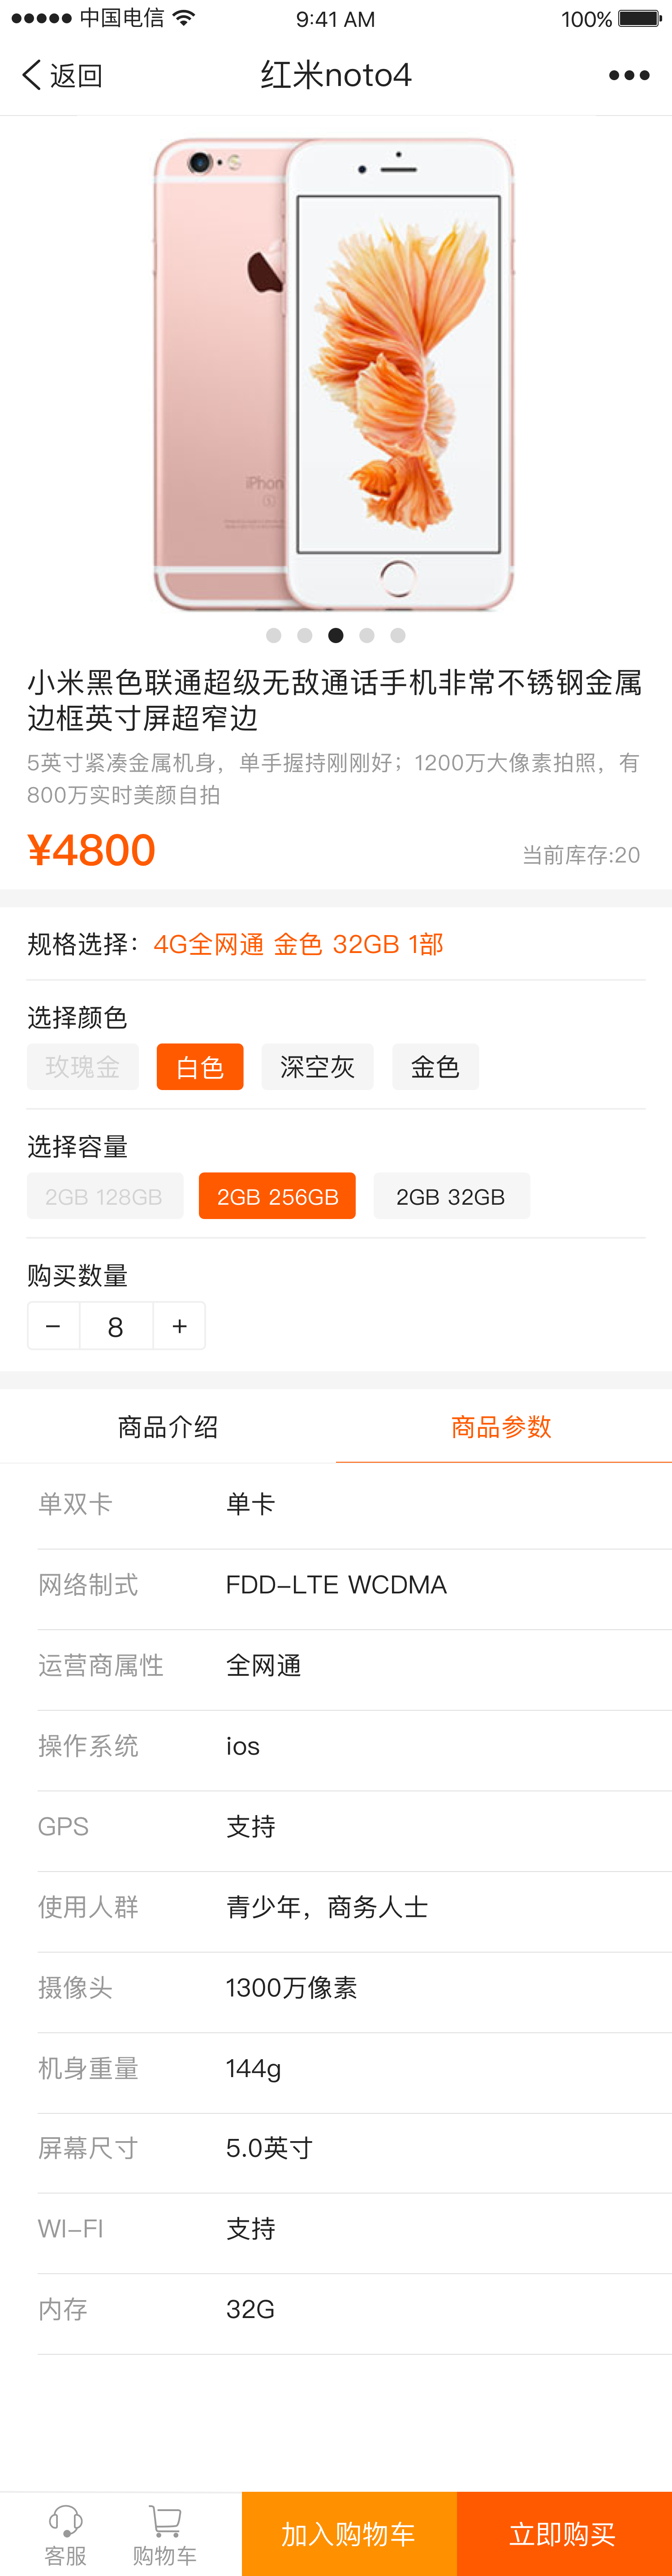 中国电信 9:41 AM 100%
返回 红米noto4
iPhon
小米黑色联通超级无敌通话手机非常不锈钢金属
边框英寸屏超窄边
5英寸紧凑金属机身，单手握持刚刚好；1200万大像素拍照，有
800万实时美颜自拍
¥4800 当前库存:20
规格选择：4G全网通 金色 32GB 1部
选择颜色
玫瑰金 白色 深空灰 金色
选择容量
2GB 128GB 2GB 256GB 2GB 32GB
购买数量
− 8 +
商品介绍 商品参数
单双卡 单卡
网络制式 FDD-LTE WCDMA
运营商属性 全网通
操作系统 ios
GPS 支持
使用人群 青少年，商务人士
摄像头 1300万像素
机身重量 144g
屏幕尺寸 5.0英寸
WI-FI 支持
内存 32G
客服 购物车 加入购物车 立即购买